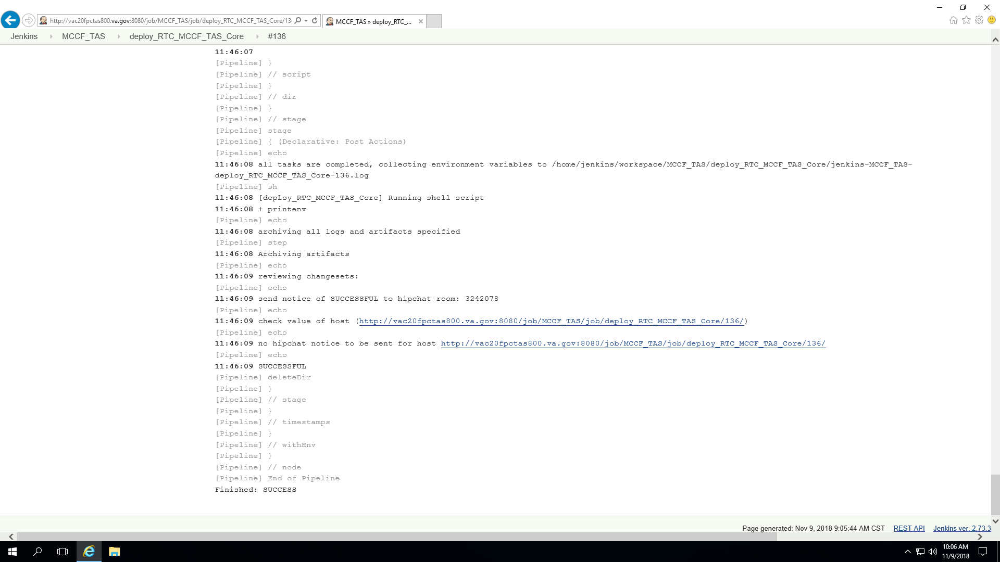 http://vac20fpctas800.va.gov:8080/job/MCCF_TAS/job/deploy_RTC_MCCF_TAS_Core/13
MCCF_TAS » deploy_RTC_...
Jenkins
MCCF_TAS
deploy_RTC_MCCF_TAS_Core
#136
11:46:07
[Pipeline] }
[Pipeline] // script
[Pipeline] }
[Pipeline] // dir
[Pipeline] }
[Pipeline] // stage
[Pipeline] stage
[Pipeline] { (Declarative: Post Actions)
[Pipeline] echo
11:46:08 all tasks are completed, collecting environment variables to /home/jenkins/workspace/MCCF_TAS/deploy_RTC_MCCF_TAS_Core/jenkins-MCCF_TAS-
deploy_RTC_MCCF_TAS_Core-136.log
[Pipeline] sh
11:46:08 [deploy_RTC_MCCF_TAS_Core] Running shell script
11:46:08 + printenv
[Pipeline] echo
11:46:08 archiving all logs and artifacts specified
[Pipeline] step
11:46:08 Archiving artifacts
[Pipeline] echo
11:46:09 reviewing changesets:
[Pipeline] echo
11:46:09 send notice of SUCCESSFUL to hipchat room: 3242078
[Pipeline] echo
11:46:09 check value of host (http://vac20fpctas800.va.gov:8080/job/MCCF_TAS/job/deploy_RTC_MCCF_TAS_Core/136/)
[Pipeline] echo
11:46:09 no hipchat notice to be sent for host http://vac20fpctas800.va.gov:8080/job/MCCF_TAS/job/deploy_RTC_MCCF_TAS_Core/136/
[Pipeline] echo
11:46:09 SUCCESSFUL
[Pipeline] deleteDir
[Pipeline] }
[Pipeline] // stage
[Pipeline] }
[Pipeline] // timestamps
[Pipeline] }
[Pipeline] // withEnv
[Pipeline] }
[Pipeline] // node
[Pipeline] End of Pipeline
Finished: SUCCESS
Page generated: Nov 9, 2018 9:05:44 AM CST REST API Jenkins ver. 2.73.3
10:06 AM
11/9/2018